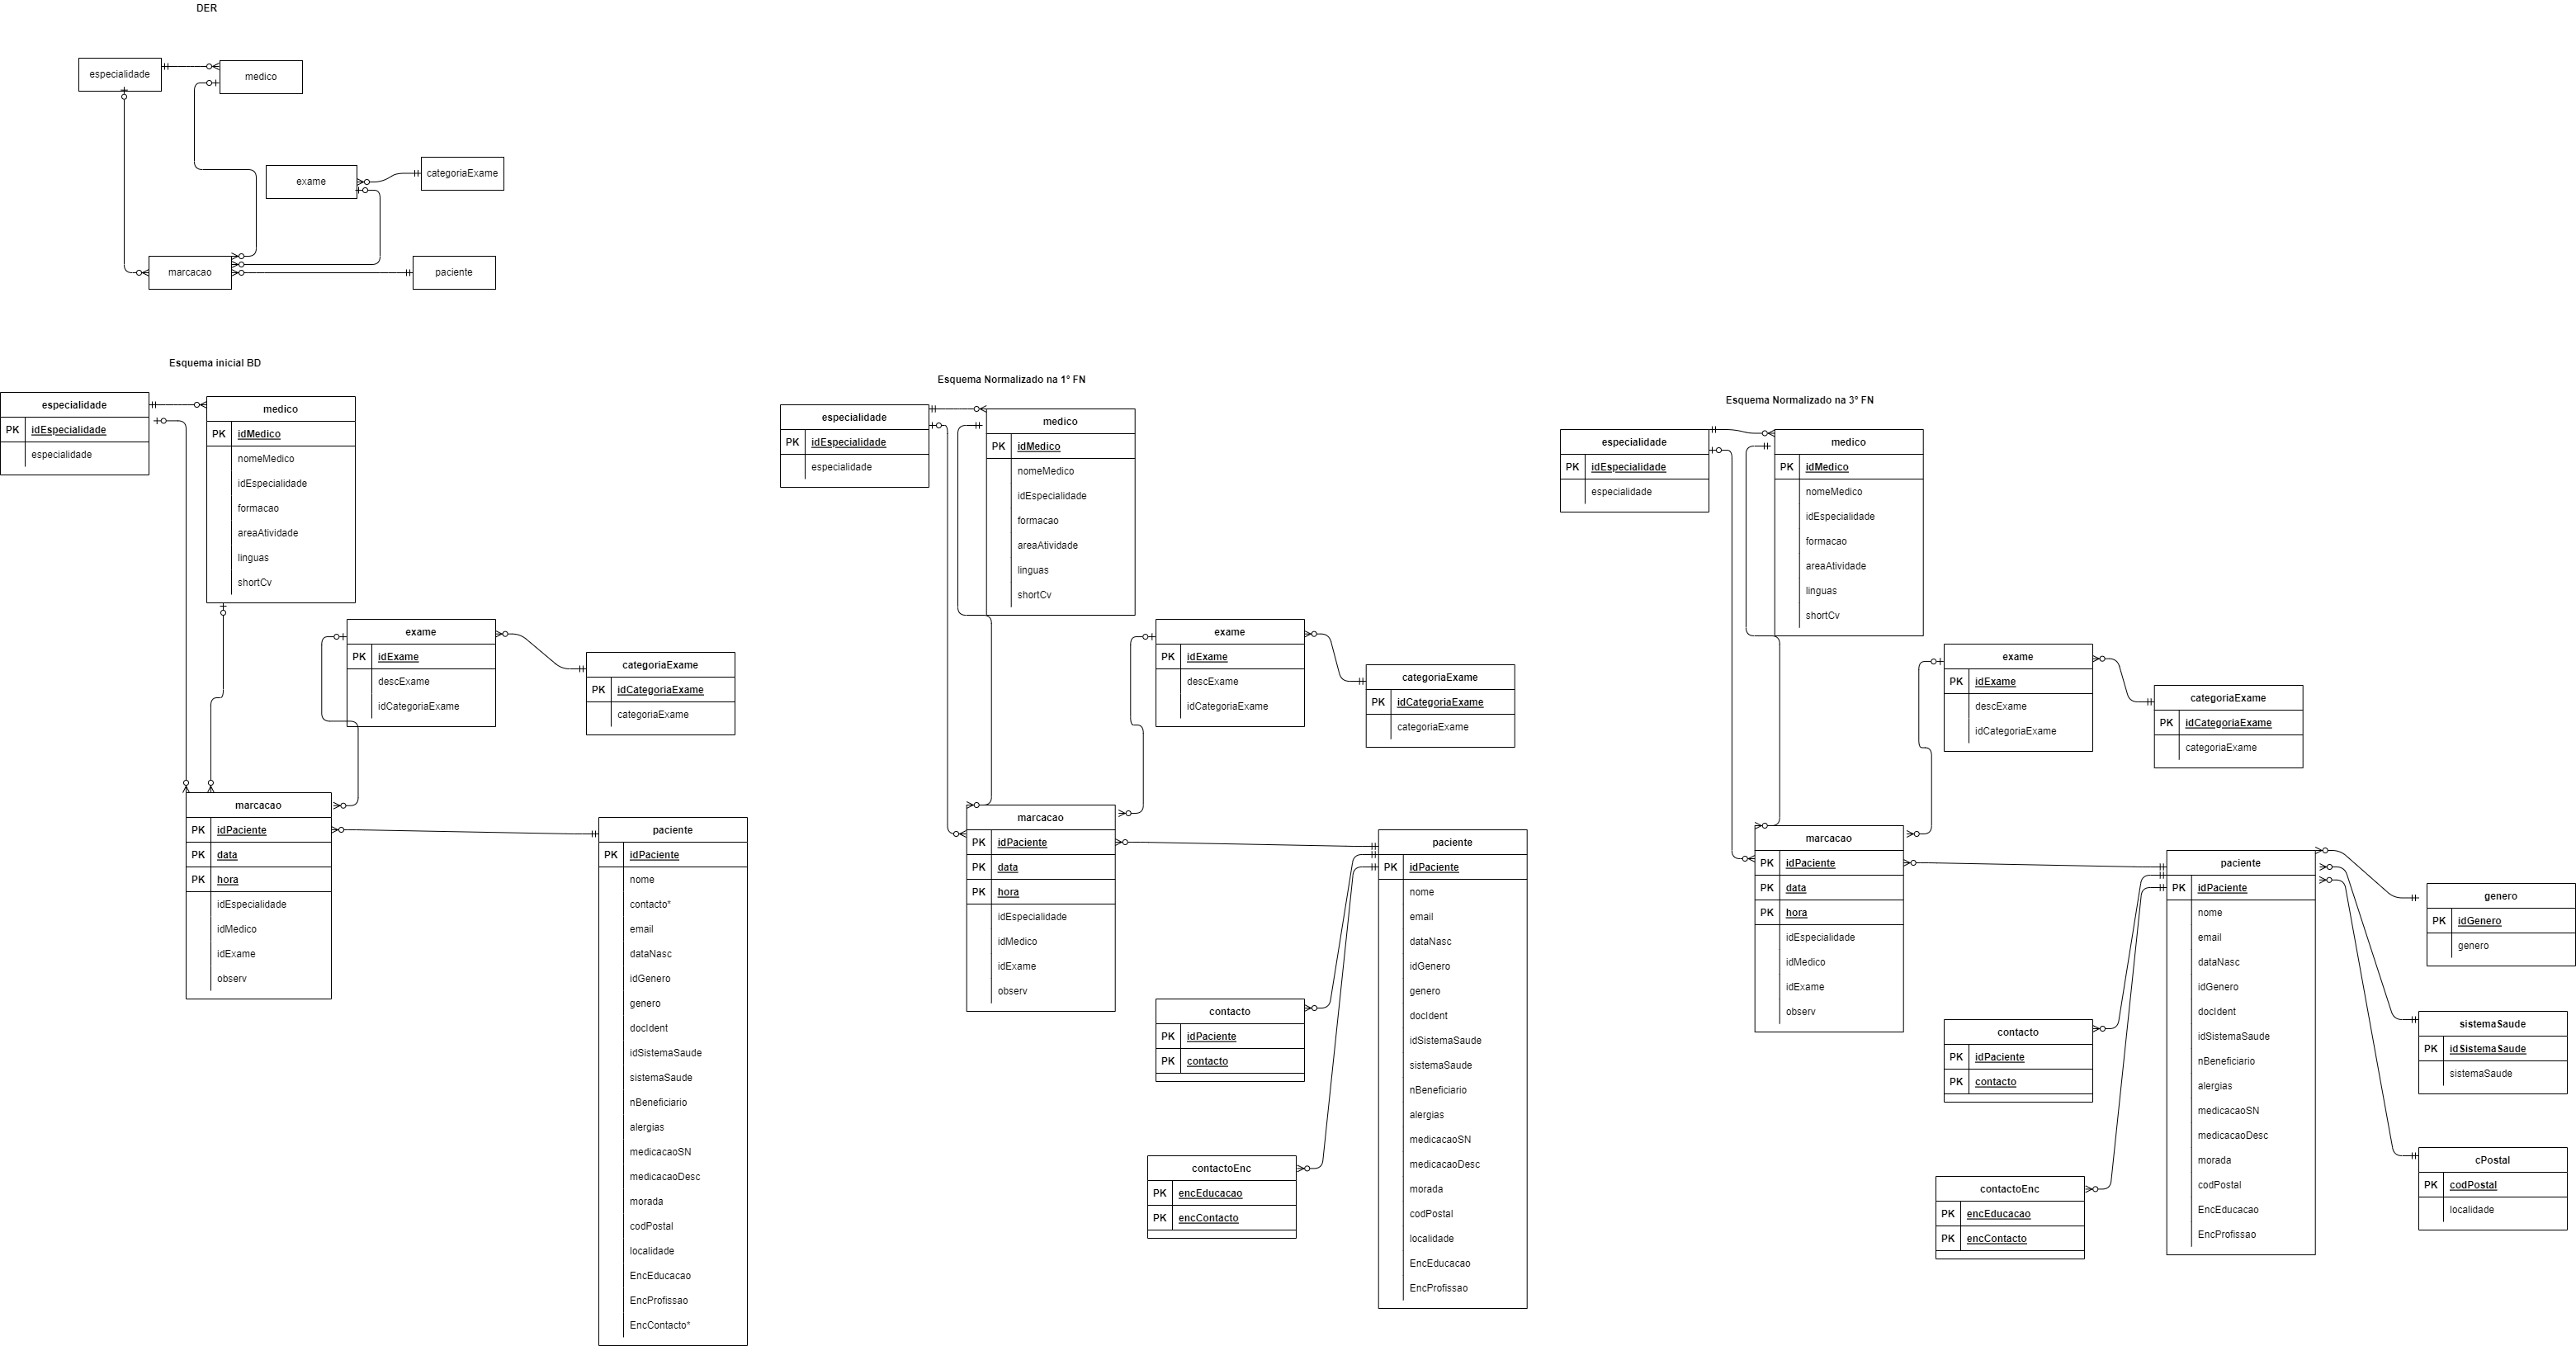 DER
especialidade
medico
exame
categoriaExame
marcacao
paciente
Esquema inicial BD
especialidade
PK idEspecialidade
especialidade
medico
PK idMedico
nomeMedico
idEspecialidade
formacao
areaAtividade
linguas
shortCv
exame
PK idExame
descExame
idCategoriaExame
categoriaExame
PK idCategoriaExame
categoriaExame
marcacao
PK idPaciente
PK data
PK hora
idEspecialidade
idMedico
idExame
observ
paciente
PK idPaciente
nome
contacto*
email
dataNasc
idGenero
genero
docIdent
idSistemaSaude
sistemaSaude
nBeneficiario
alergias
medicacaoSN
medicacaoDesc
morada
codPostal
localidade
EncEducacao
EncProfissao
EncContacto*
Esquema Normalizado na 1º FN
especialidade
PK idEspecialidade
especialidade
medico
PK idMedico
nomeMedico
idEspecialidade
formacao
areaAtividade
linguas
shortCv
exame
PK idExame
descExame
idCategoriaExame
categoriaExame
PK idCategoriaExame
categoriaExame
marcacao
PK idPaciente
PK data
PK hora
idEspecialidade
idMedico
idExame
observ
contacto
PK idPaciente
PK contacto
contactoEnc
PK encEducacao
PK encContacto
paciente
PK idPaciente
nome
email
dataNasc
idGenero
genero
docIdent
idSistemaSaude
sistemaSaude
nBeneficiario
alergias
medicacaoSN
medicacaoDesc
morada
codPostal
localidade
EncEducacao
EncProfissao
Esquema Normalizado na 3º FN
especialidade
PK idEspecialidade
especialidade
medico
PK idMedico
nomeMedico
idEspecialidade
formacao
areaAtividade
linguas
shortCv
exame
PK idExame
descExame
idCategoriaExame
categoriaExame
PK idCategoriaExame
categoriaExame
marcacao
PK idPaciente
PK data
PK hora
idEspecialidade
idMedico
idExame
observ
contacto
PK idPaciente
PK contacto
contactoEnc
PK encEducacao
PK encContacto
paciente
PK idPaciente
nome
email
dataNasc
idGenero
docIdent
idSistemaSaude
nBeneficiario
alergias
medicacaoSN
medicacaoDesc
morada
codPostal
EncEducacao
EncProfissao
genero
PK idGenero
genero
sistemaSaude
PK idSistemaSaude
sistemaSaude
cPostal
PK codPostal
localidade